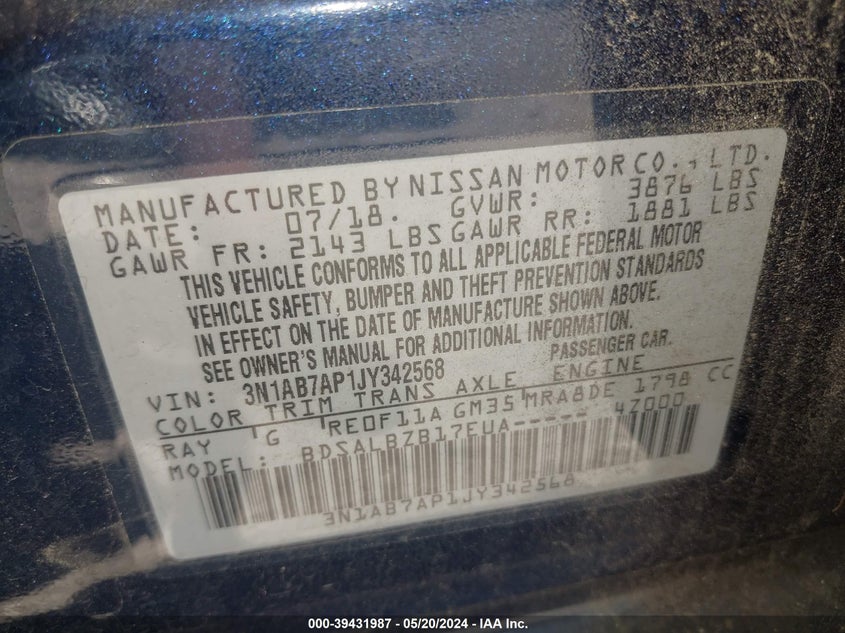 MANUFACTURED BY NISSAN MOTOR CO., LTD.
DATE: 07/18. GVWR: 3876 LBS
GAWR FR: 2143 LBS GAWR RR: 1881 LBS
THIS VEHICLE CONFORMS TO ALL APPLICABLE FEDERAL MOTOR
VEHICLE SAFETY, BUMPER AND THEFT PREVENTION STANDARDS
IN EFFECT ON THE DATE OF MANUFACTURE SHOWN ABOVE.
SEE OWNER'S MANUAL FOR ADDITIONAL INFORMATION.
VIN: 3N1AB7AP1JY342568 PASSENGER CAR.
COLOR TRIM TRANS AXLE ENGINE
RAY G RE0F11A GM35 MRA8DE 1798 CC
MODEL: BDSALBZB17EUA----- 4Z000
3N1AB7AP1JY342568
000-39431987 - 05/20/2024 - IAA Inc.